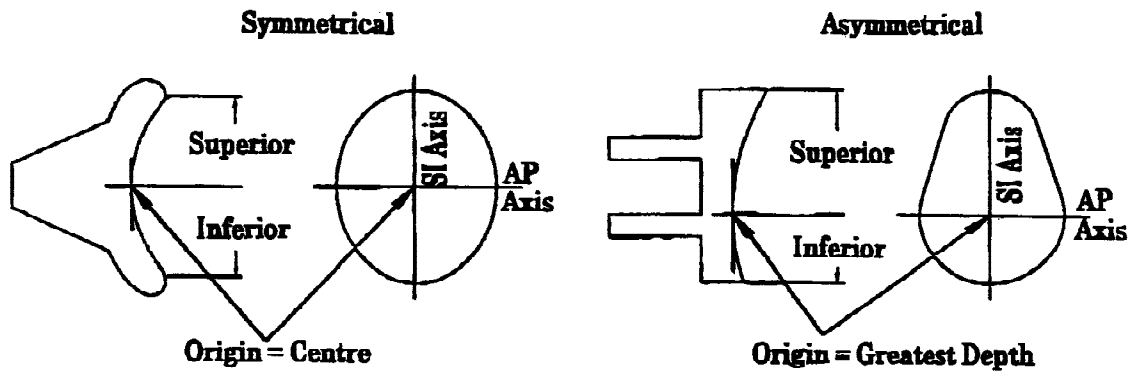 Symmetrical
Superior
Inferior
SI Axis
AP
Axis
Origin = Centre
Asymmetrical
Superior
Inferior
SI Axis
AP
Axis
Origin = Greatest Depth